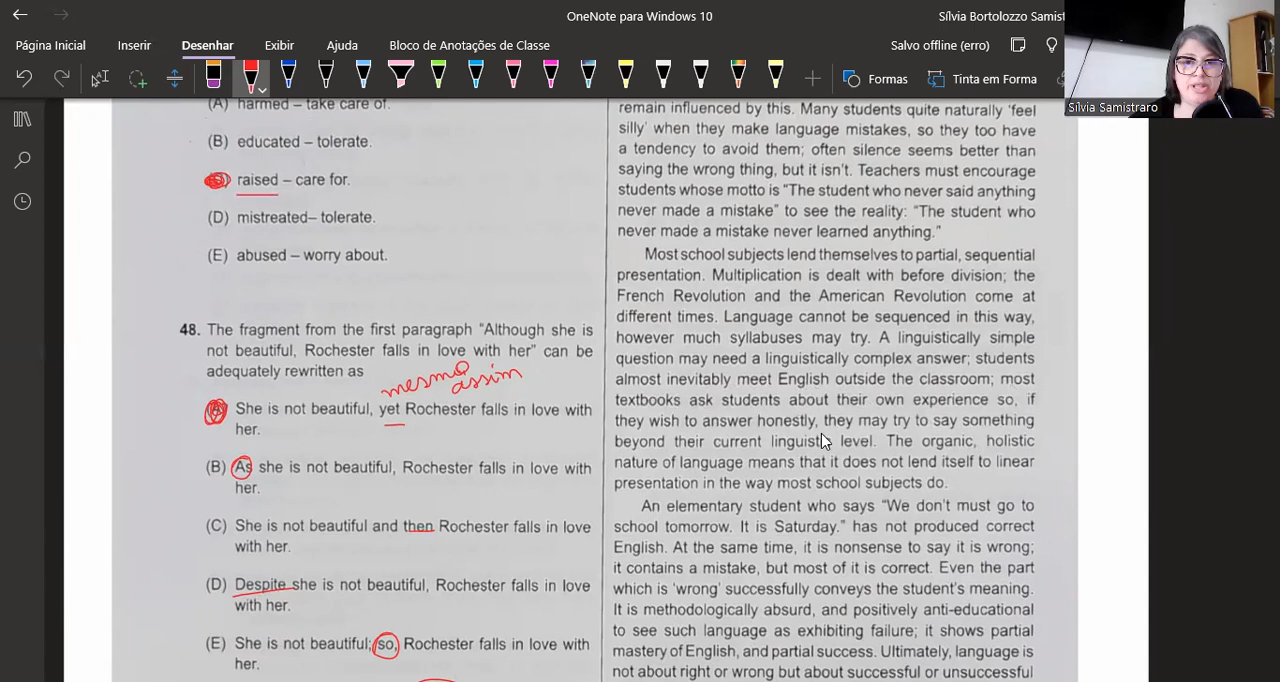 OneNote para Windows 10
Sílvia Bortolozzo Samist
Página Inicial
Inserir
Desenhar
Exibir
Ajuda
Bloco de Anotações de Classe
Salvo offline (erro)
Formas
Tinta em Forma
Sílvia Samistraro
(A) harmed – take care of.
(B) educated – tolerate.
raised – care for.
(D) mistreated– tolerate.
(E) abused – worry about.
48. The fragment from the first paragraph “Although she is
not beautiful, Rochester falls in love with her” can be
adequately rewritten as
mesmo assim
She is not beautiful, yet Rochester falls in love with
her.
(B) As she is not beautiful, Rochester falls in love with
her.
(C) She is not beautiful and then Rochester falls in love
with her.
(D) Despite she is not beautiful, Rochester falls in love
with her.
(E) She is not beautiful; so, Rochester falls in love with
her.
remain influenced by this. Many students quite naturally ‘feel
silly’ when they make language mistakes, so they too have
a tendency to avoid them; often silence seems better than
saying the wrong thing, but it isn’t. Teachers must encourage
students whose motto is “The student who never said anything
never made a mistake” to see the reality: “The student who
never made a mistake never learned anything.”
Most school subjects lend themselves to partial, sequential
presentation. Multiplication is dealt with before division; the
French Revolution and the American Revolution come at
different times. Language cannot be sequenced in this way,
however much syllabuses may try. A linguistically simple
question may need a linguistically complex answer; students
almost inevitably meet English outside the classroom; most
textbooks ask students about their own experience so, if
they wish to answer honestly, they may try to say something
beyond their current linguistic level. The organic, holistic
nature of language means that it does not lend itself to linear
presentation in the way most school subjects do.
An elementary student who says “We don’t must go to
school tomorrow. It is Saturday.” has not produced correct
English. At the same time, it is nonsense to say it is wrong;
it contains a mistake, but most of it is correct. Even the part
which is ‘wrong’ successfully conveys the student’s meaning.
It is methodologically absurd, and positively anti-educational
to see such language as exhibiting failure; it shows partial
mastery of English, and partial success. Ultimately, language
is not about right or wrong but about successful or unsuccessful